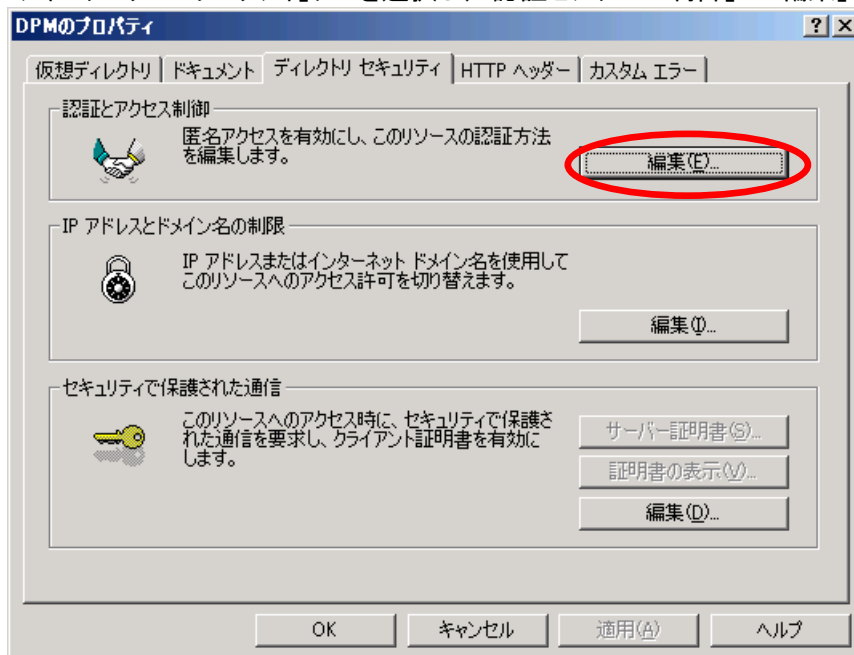 DPMのプロパティ
仮想ディレクトリ ドキュメント ディレクトリ セキュリティ HTTP ヘッダー カスタム エラー
認証とアクセス制御
匿名アクセスを有効にし、このリソースの認証方法
を編集します。
編集(E)...
IP アドレスとドメイン名の制限
IP アドレスまたはインターネット ドメイン名を使用して
このリソースへのアクセス許可を切り替えます。
編集(I)...
セキュリティで保護された通信
このリソースへのアクセス時に、セキュリティで保護さ
れた通信を要求し、クライアント証明書を有効に
します。
サーバー証明書(S)...
証明書の表示(V)...
編集(D)...
OK キャンセル 適用(A) ヘルプ